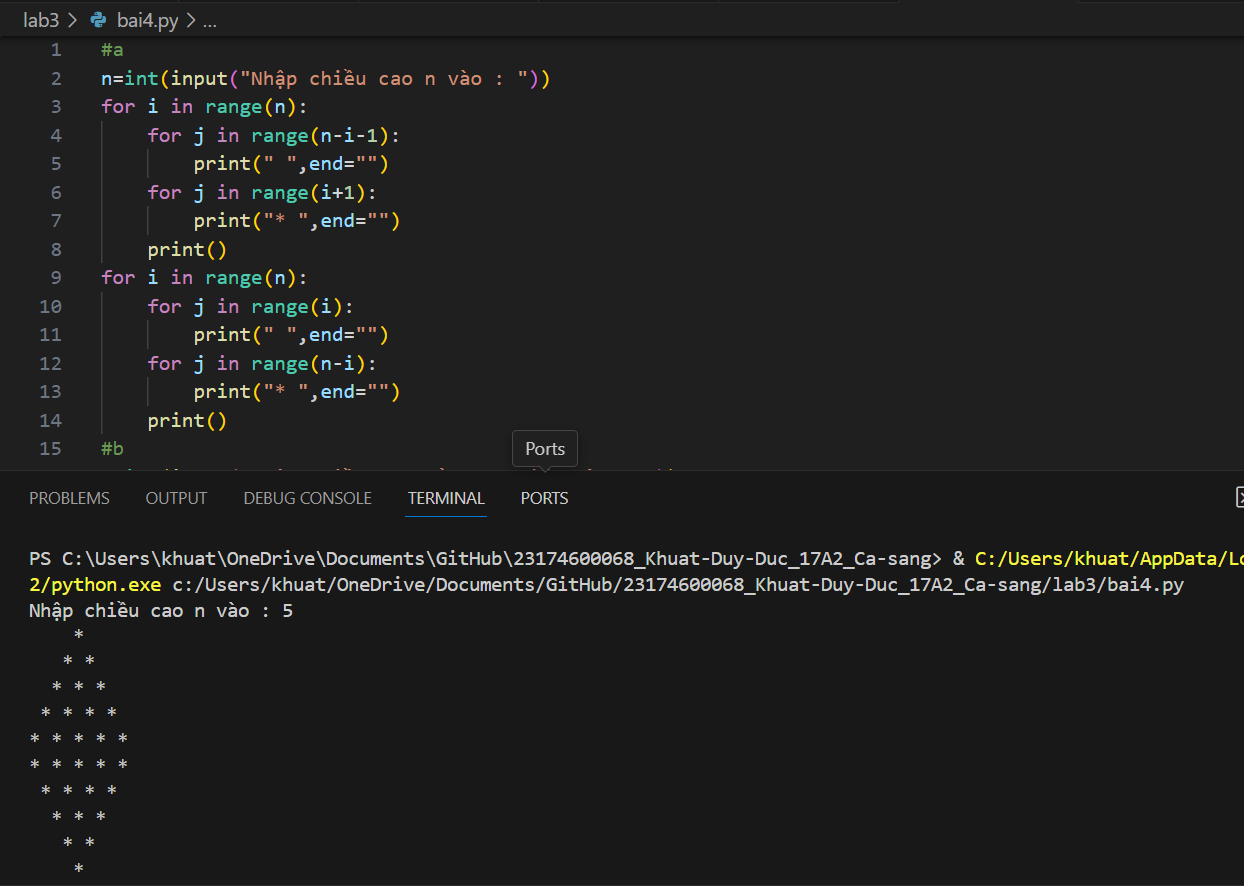 lab3 > bai4.py > ...
1 #a
2 n=int(input("Nhập chiều cao n vào : "))
3 for i in range(n):
4     for j in range(n-i-1):
5         print(" ",end="")
6     for j in range(i+1):
7         print("* ",end="")
8     print()
9 for i in range(n):
10     for j in range(i):
11         print(" ",end="")
12     for j in range(n-i):
13         print("* ",end="")
14     print()
15 #b
Ports
PROBLEMS OUTPUT DEBUG CONSOLE TERMINAL PORTS
PS C:\Users\khuat\OneDrive\Documents\GitHub\23174600068_Khuat-Duy-Duc_17A2_Ca-sang> & C:/Users/khuat/AppData/Lo
2/python.exe c:/Users/khuat/OneDrive/Documents/GitHub/23174600068_Khuat-Duy-Duc_17A2_Ca-sang/lab3/bai4.py
Nhập chiều cao n vào : 5
    *
   * *
  * * *
 * * * *
* * * * *
* * * * *
 * * * *
  * * *
   * *
    *